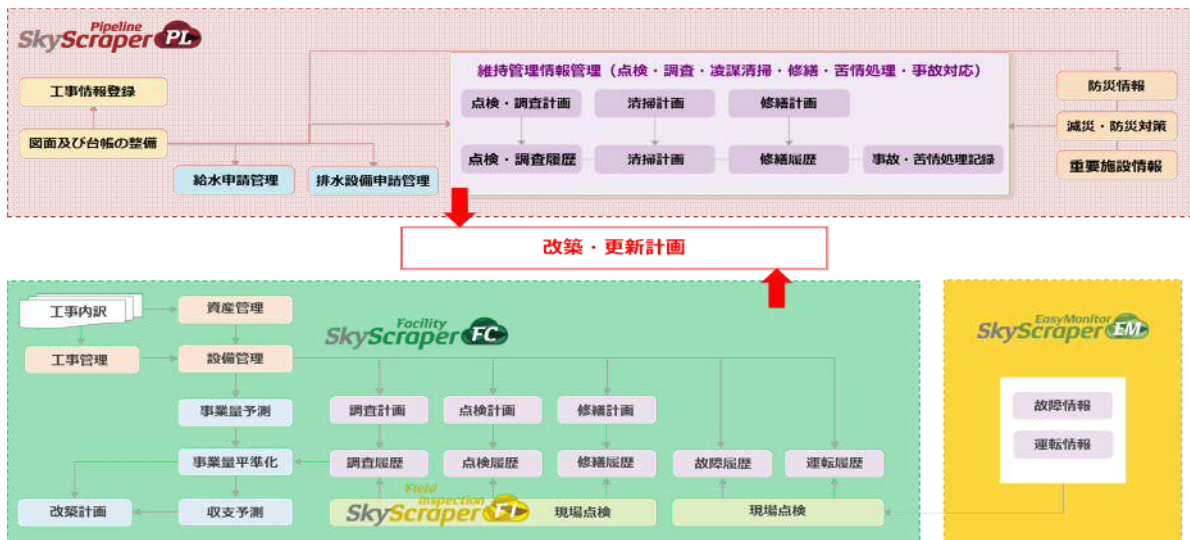 Pipeline
SkyScraper PL
維持管理情報管理（点検・調査・浚謀清掃・修繕・苦情処理・事故対応）
工事情報登録
図面及び台帳の整備
給水申請管理
排水設備申請管理
点検・調査計画
清掃計画
修繕計画
点検・調査履歴
清掃計画
修繕履歴
事故・苦情処理記録
防災情報
減災・防災対策
重要施設情報
改築・更新計画
工事内訳
資産管理
工事管理
設備管理
Facility
SkyScraper FC
事業量予測
調査計画
点検計画
修繕計画
事業量平準化
調査履歴
点検履歴
修繕履歴
故障履歴
運転履歴
改築計画
収支予測
Field
inspection
SkyScraper FI
現場点検
現場点検
EasyMonitor
SkyScraper EM
故障情報
運転情報